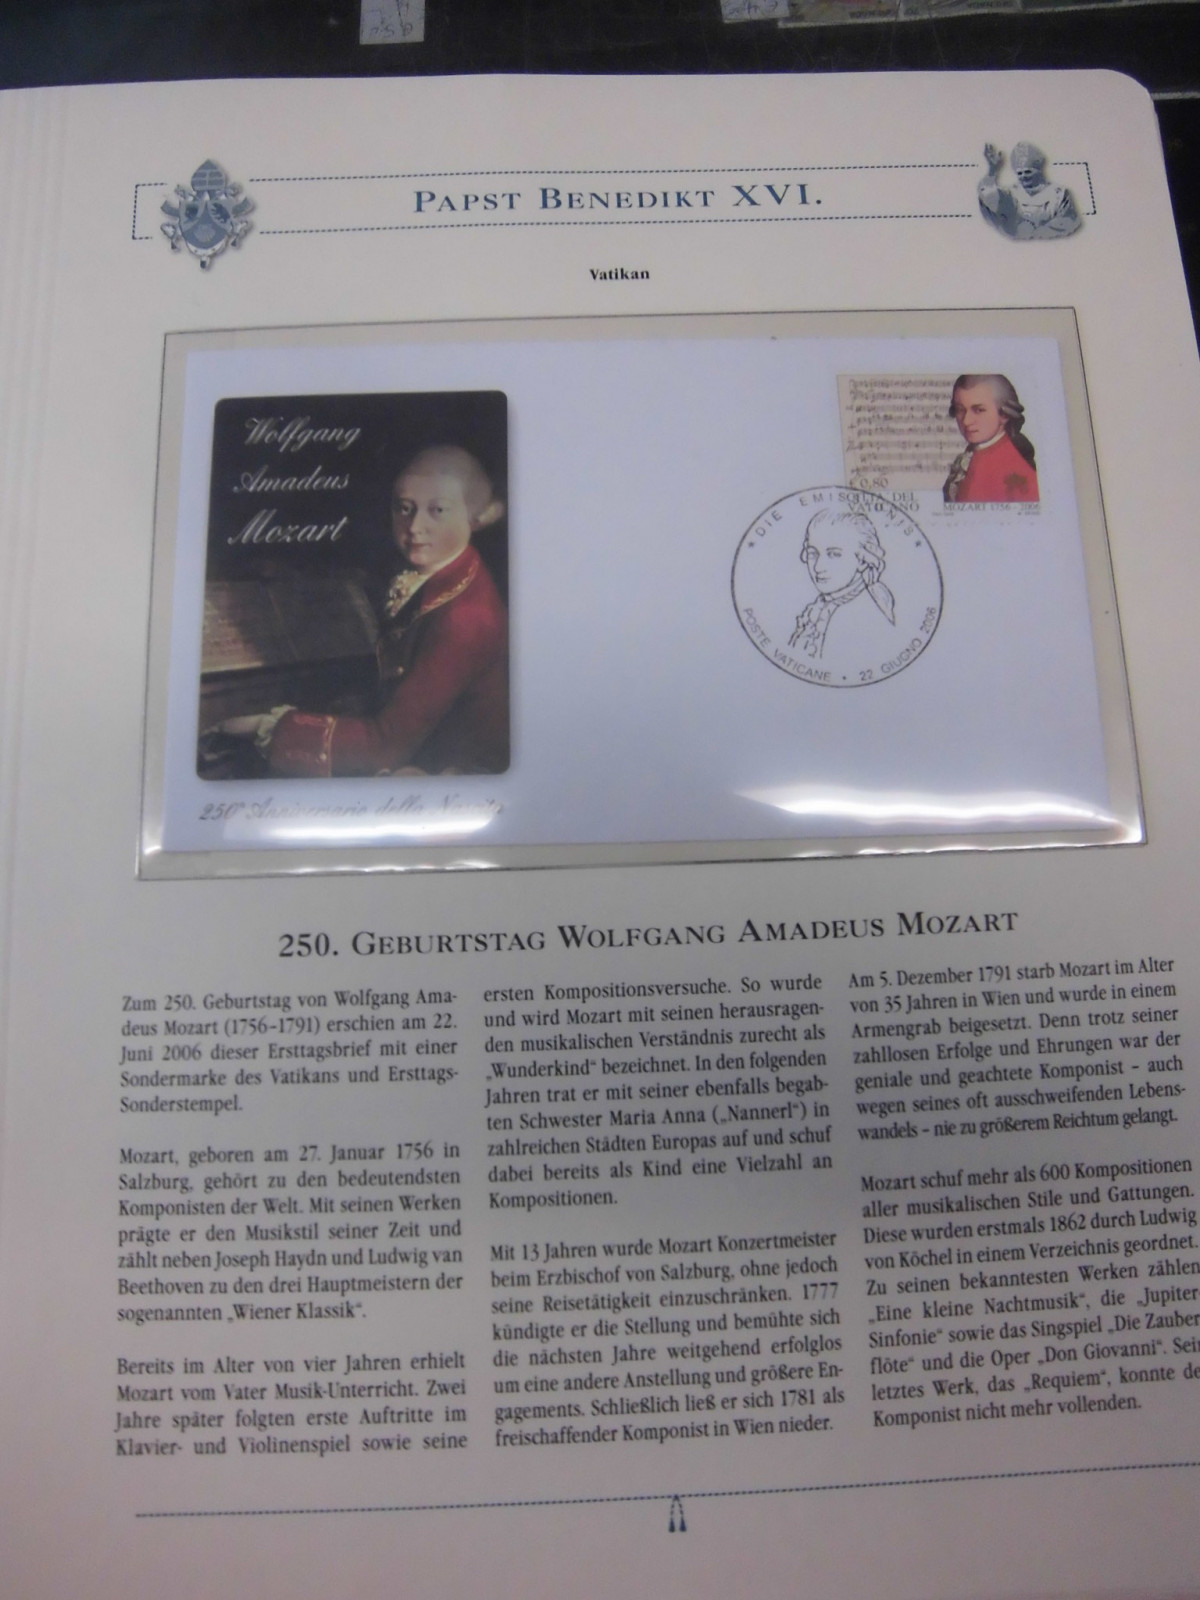 PAPST BENEDIKT XVI.
Vatikan
Wolfgang
Amadeus
Mozart
250° Anniversario della Nascita
€ 0,80
CITTA DEL
VATICANO
MOZART 1756 - 2006
* DIE EMISSIONIS *
POSTE VATICANE • 22 GIUGNO 2006
250. GEBURTSTAG WOLFGANG AMADEUS MOZART
Zum 250. Geburtstag von Wolfgang Ama-
deus Mozart (1756–1791) erschien am 22.
Juni 2006 dieser Ersttagsbrief mit einer
Sondermarke des Vatikans und Ersttags-
Sonderstempel.
Mozart, geboren am 27. Januar 1756 in
Salzburg, gehört zu den bedeutendsten
Komponisten der Welt. Mit seinen Werken
prägte er den Musikstil seiner Zeit und
zählt neben Joseph Haydn und Ludwig van
Beethoven zu den drei Hauptmeistern der
sogenannten „Wiener Klassik“.
Bereits im Alter von vier Jahren erhielt
Mozart vom Vater Musik-Unterricht. Zwei
Jahre später folgten erste Auftritte im
Klavier- und Violinenspiel sowie seine
ersten Kompositionsversuche. So wurde
und wird Mozart mit seinen herausragen-
den musikalischen Verständnis zurecht als
„Wunderkind“ bezeichnet. In den folgenden
Jahren trat er mit seiner ebenfalls begab-
ten Schwester Maria Anna („Nannerl“) in
zahlreichen Städten Europas auf und schuf
dabei bereits als Kind eine Vielzahl an
Kompositionen.
Mit 13 Jahren wurde Mozart Konzertmeister
beim Erzbischof von Salzburg, ohne jedoch
seine Reisetätigkeit einzuschränken. 1777
kündigte er die Stellung und bemühte sich
die nächsten Jahre weitgehend erfolglos
um eine andere Anstellung und größere En-
gagements. Schließlich ließ er sich 1781 als
freischaffender Komponist in Wien nieder.
Am 5. Dezember 1791 starb Mozart im Alter
von 35 Jahren in Wien und wurde in einem
Armengrab beigesetzt. Denn trotz seiner
zahllosen Erfolge und Ehrungen war der
geniale und geachtete Komponist – auch
wegen seines oft ausschweifenden Lebens-
wandels – nie zu größerem Reichtum gelangt.
Mozart schuf mehr als 600 Kompositionen
aller musikalischen Stile und Gattungen.
Diese wurden erstmals 1862 durch Ludwig
von Köchel in einem Verzeichnis geordnet.
Zu seinen bekanntesten Werken zählen
„Eine kleine Nachtmusik“, die „Jupiter-
Sinfonie“ sowie das Singspiel „Die Zauber-
flöte“ und die Oper „Don Giovanni“. Sein
letztes Werk, das „Requiem“, konnte de
Komponist nicht mehr vollenden.